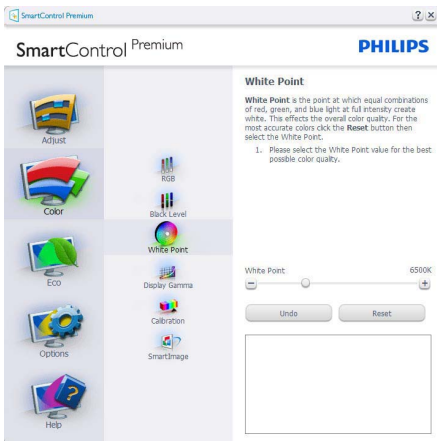 SmartControl Premium
? x
SmartControl Premium
PHILIPS
Adjust
Color
Eco
Options
Help
RGB
Black Level
White Point
Display Gamma
Calibration
SmartImage
White Point
White Point is the point at which equal combinations
of red, green, and blue light at full intensity create
white. This effects the overall color quality. For the
most accurate colors click the Reset button then
select the White Point.
1. Please select the White Point value for the best
possible color quality.
White Point 6500K
Undo Reset